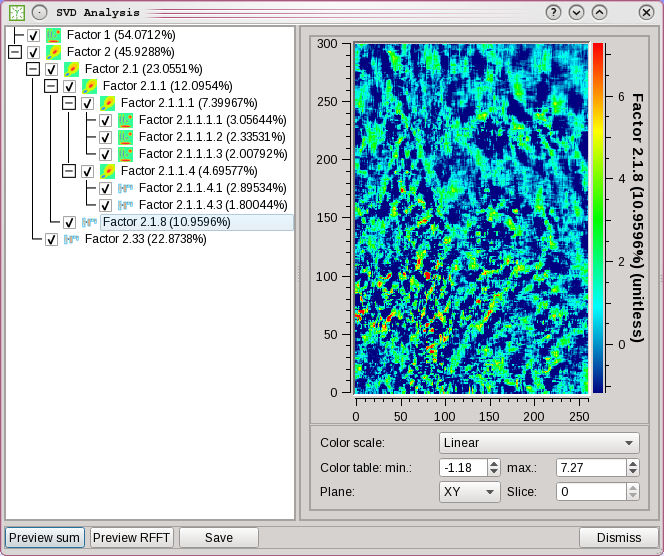 SVD Analysis
Factor 1 (54.0712%)
Factor 2 (45.9288%)
Factor 2.1 (23.0551%)
Factor 2.1.1 (12.0954%)
Factor 2.1.1.1 (7.39967%)
Factor 2.1.1.1.1 (3.05644%)
Factor 2.1.1.1.2 (2.33531%)
Factor 2.1.1.1.3 (2.00792%)
Factor 2.1.1.4 (4.69577%)
Factor 2.1.1.4.1 (2.89534%)
Factor 2.1.1.4.3 (1.80044%)
Factor 2.1.8 (10.9596%)
Factor 2.33 (22.8738%)
300
250
200
150
100
50
0
0 50 100 150 200 250
6
4
2
0
Factor 2.1.8 (10.9596%) (unitless)
Color scale: Linear
Color table: min.: -1.18 max.: 7.27
Plane: XY Slice: 0
Preview sum Preview RFFT Save Dismiss